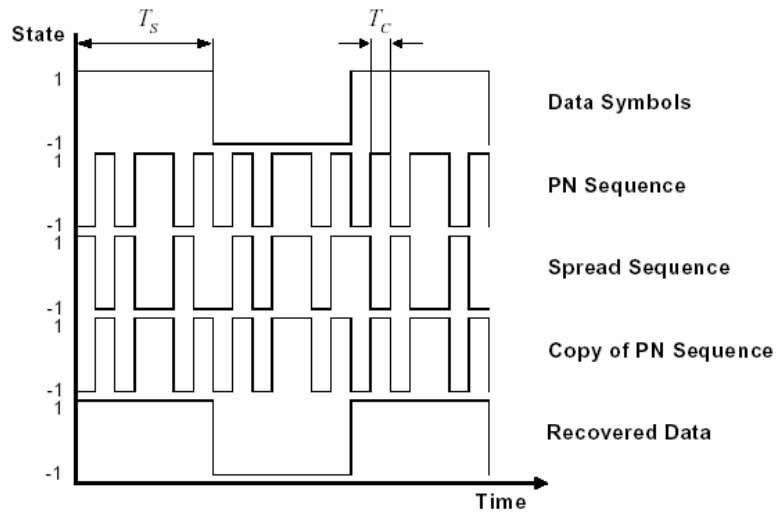 T_S
T_C
State
1
Data Symbols
-1
1
PN Sequence
-1
1
Spread Sequence
-1
1
Copy of PN Sequence
-1
1
Recovered Data
-1
Time